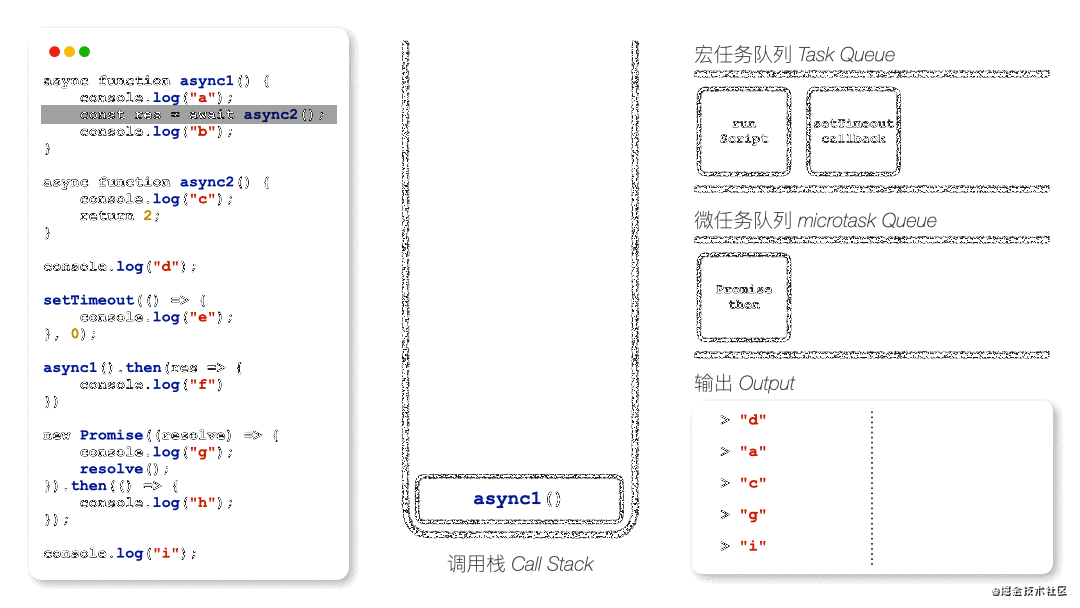 async function async1() {
console.log("a");
const res = await async2();
console.log("b");
}
async function async2() {
console.log("c");
return 2;
}
console.log("d");
setTimeout(() => {
console.log("e");
}, 0);
async1().then(res => {
console.log("f")
})
new Promise((resolve) => {
console.log("g");
resolve();
}).then(() => {
console.log("h");
});
console.log("i");
async1()
调用栈 Call Stack
宏任务队列 Task Queue
run
Script
setTimeout
callback
微任务队列 microtask Queue
Promise
then
输出 Output
> "d"
> "a"
> "c"
> "g"
> "i"
@掘金技术社区